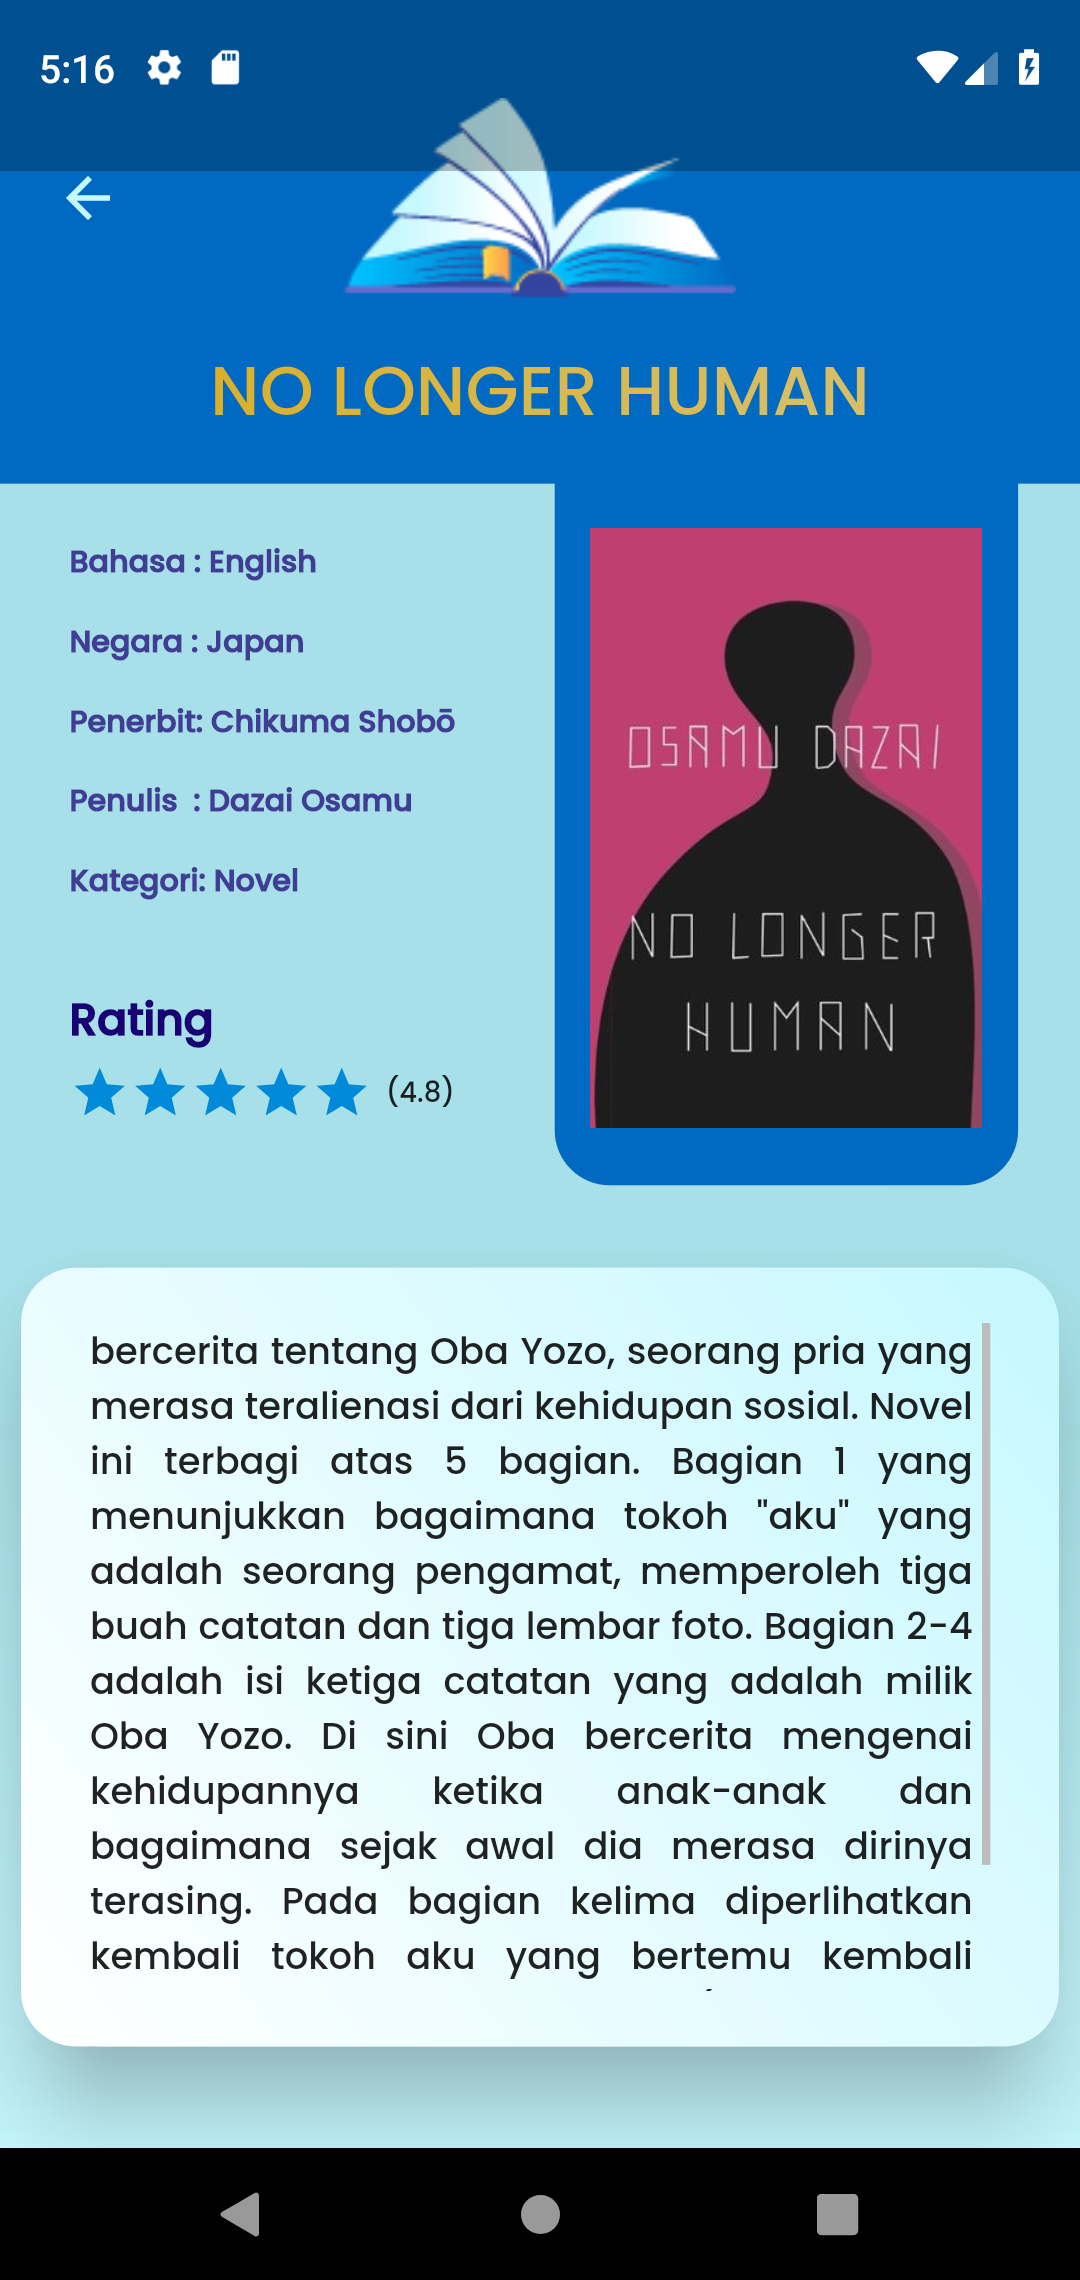 5:16
NO LONGER HUMAN
Bahasa : English
Negara : Japan
Penerbit: Chikuma Shobō
Penulis  : Dazai Osamu
Kategori: Novel
Rating
(4.8)
OSAMU DAZAI
NO LONGER
HUMAN
bercerita tentang Oba Yozo, seorang pria yang
merasa teralienasi dari kehidupan sosial. Novel
ini terbagi atas 5 bagian. Bagian 1 yang
menunjukkan bagaimana tokoh "aku" yang
adalah seorang pengamat, memperoleh tiga
buah catatan dan tiga lembar foto. Bagian 2-4
adalah isi ketiga catatan yang adalah milik
Oba Yozo. Di sini Oba bercerita mengenai
kehidupannya ketika anak-anak dan
bagaimana sejak awal dia merasa dirinya
terasing. Pada bagian kelima diperlihatkan
kembali tokoh aku yang bertemu kembali